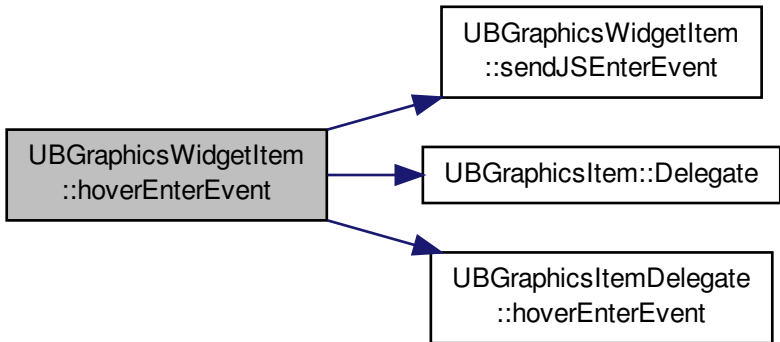 UBGraphicsWidgetItem
::hoverEnterEvent
UBGraphicsWidgetItem
::sendJSEnterEvent
UBGraphicsItem::Delegate
UBGraphicsItemDelegate
::hoverEnterEvent